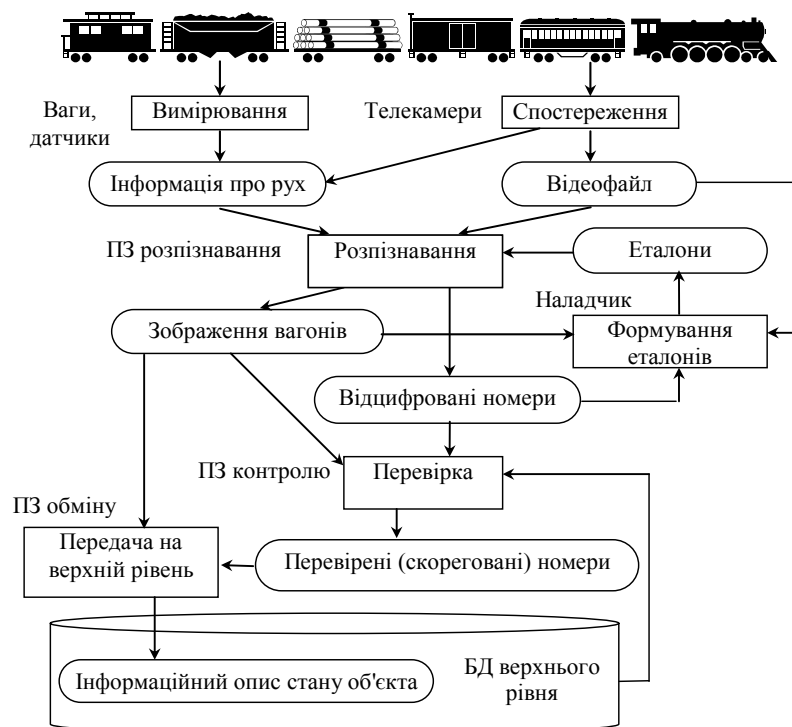 Ваги,
датчики
Вимірювання
Телекамери
Спостереження
Інформація про рух
Відеофайл
ПЗ розпізнавання
Розпізнавання
Еталони
Наладчик
Зображення вагонів
Формування
еталонів
Відцифровані номери
ПЗ контролю
Перевірка
ПЗ обміну
Передача на
верхній рівень
Перевірені (скореговані) номери
Інформаційний опис стану об'єкта
БД верхнього
рівня